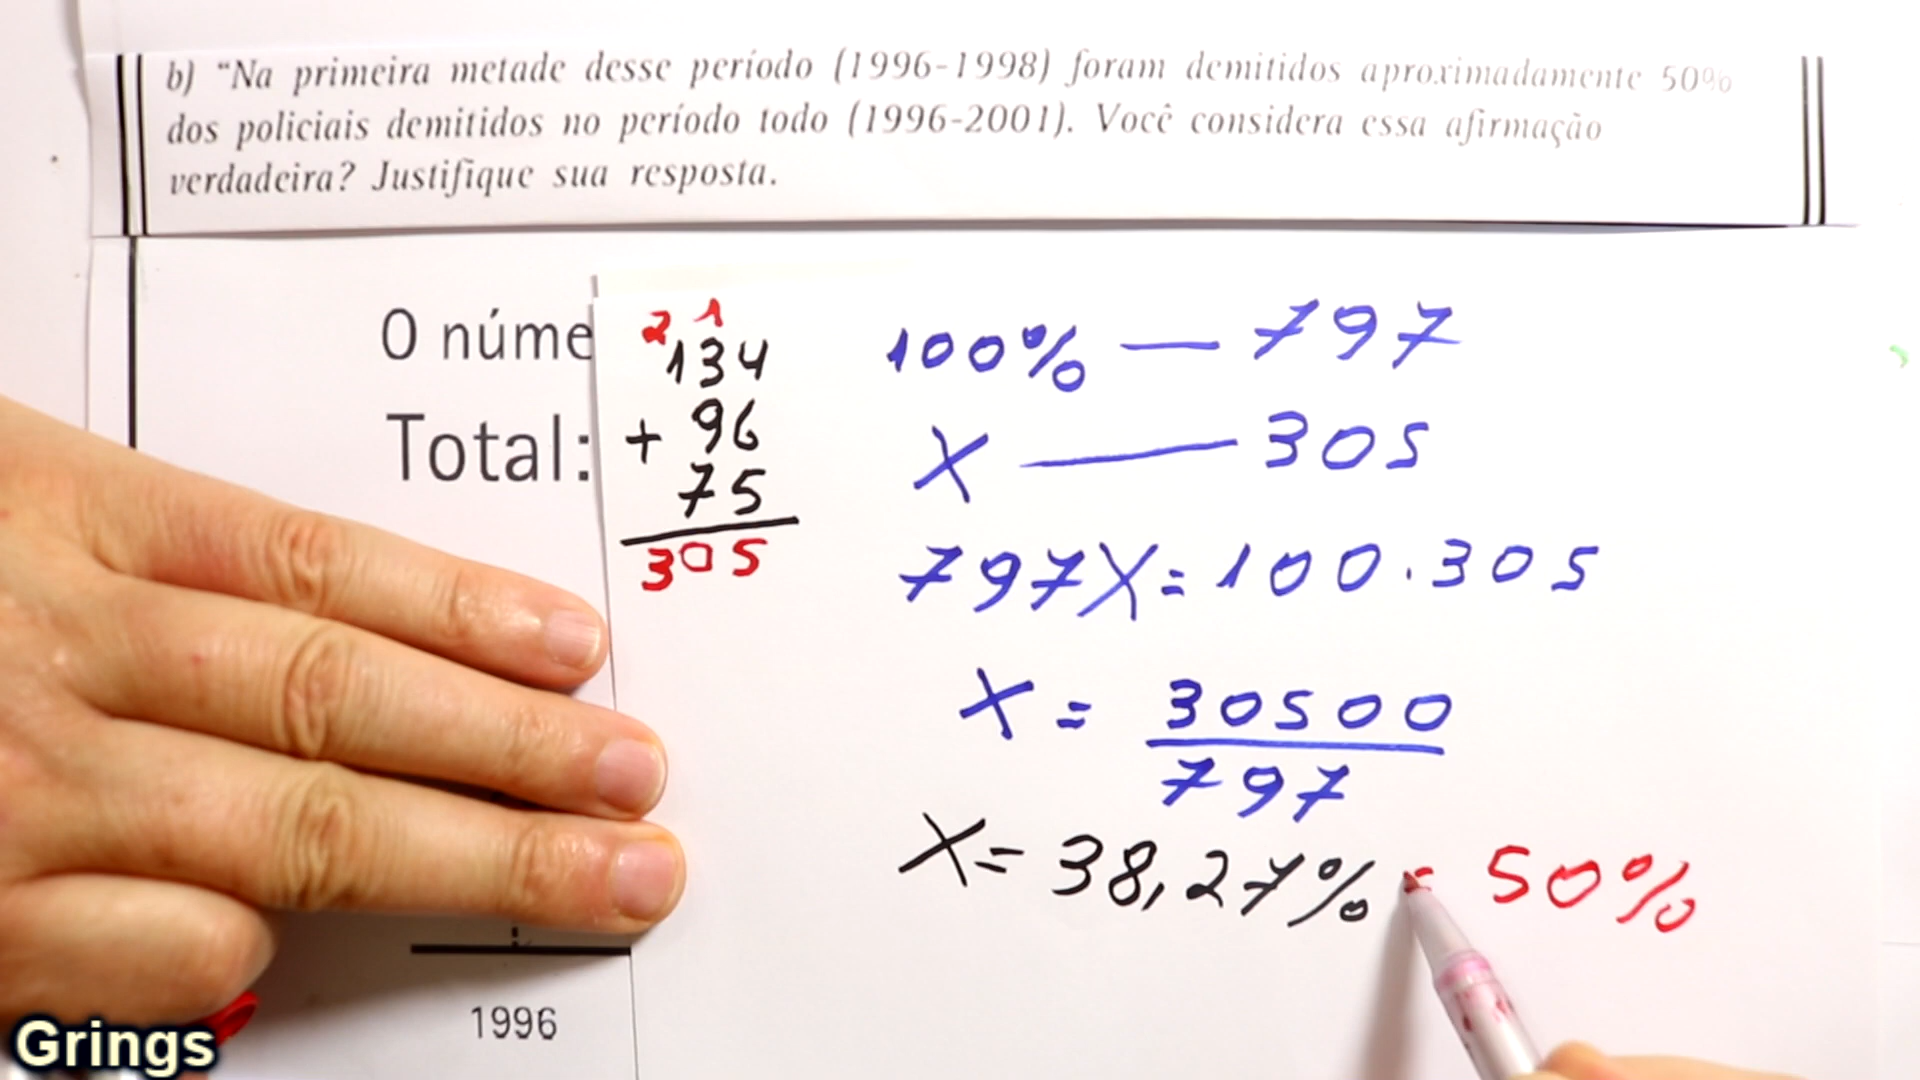 b) “Na primeira metade desse período (1996-1998) foram demitidos aproximadamente 50%
dos policiais demitidos no período todo (1996-2001). Você considera essa afirmação
verdadeira? Justifique sua resposta.
O núme
Total:
2 1
134
+ 96
75
305
100% — 797
X — 305
797X = 100 . 305
X = 30500
797
X = 38,27% = 50%
1996
Grings